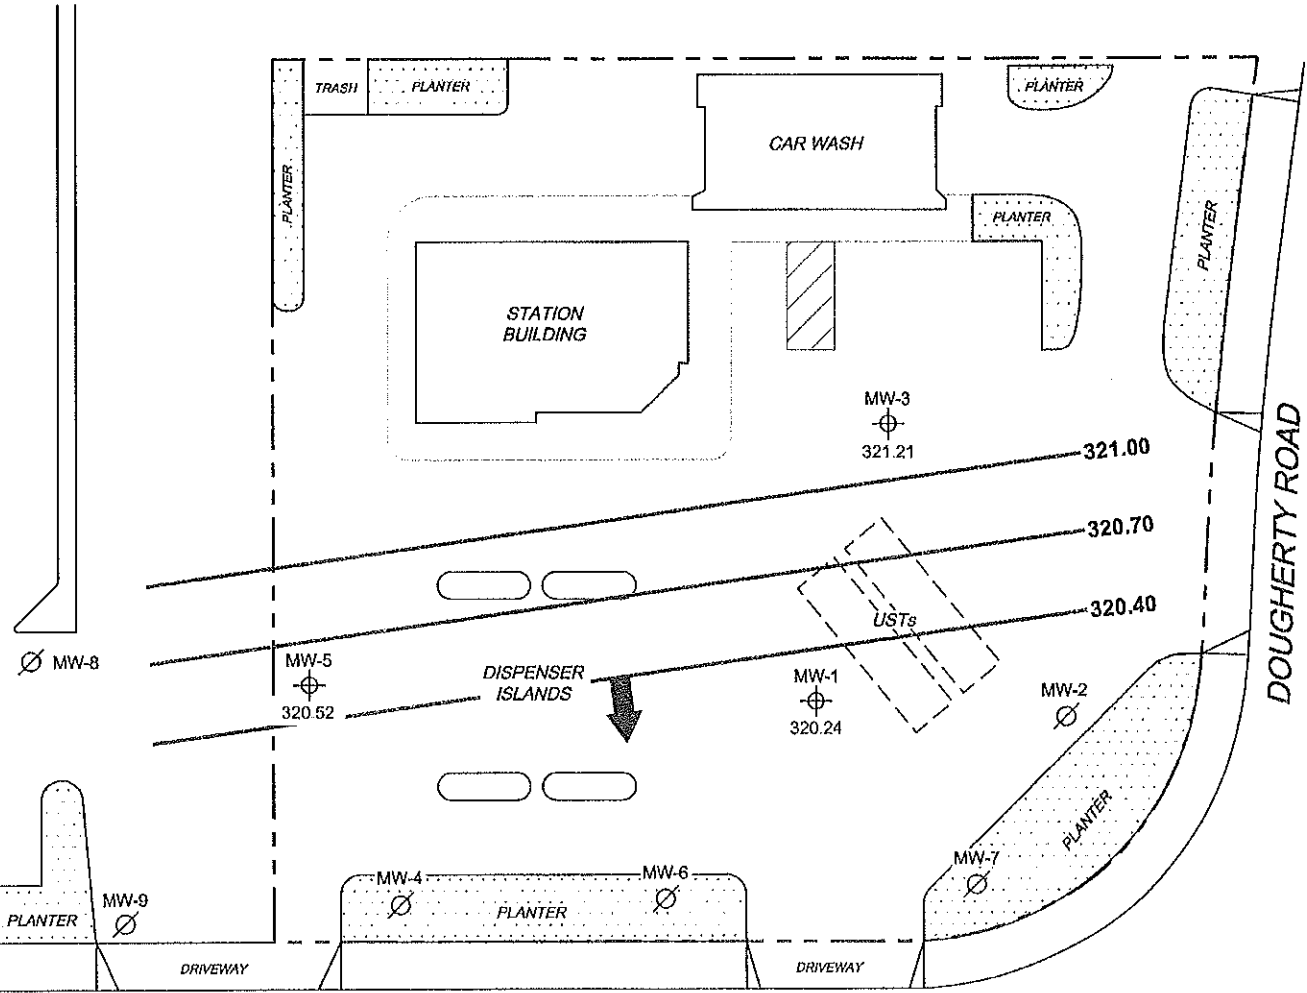 TRASH
PLANTER
PLANTER
CAR WASH
PLANTER
PLANTER
PLANTER
PLANTER
STATION
BUILDING
MW-3
321.21
321.00
DOUGHERTY ROAD
320.70
320.40
USTs
MW-8
MW-5
320.52
DISPENSER
ISLANDS
MW-1
320.24
MW-2
PLANTER
MW-7
MW-4
MW-6
PLANTER
MW-9
PLANTER
DRIVEWAY
DRIVEWAY